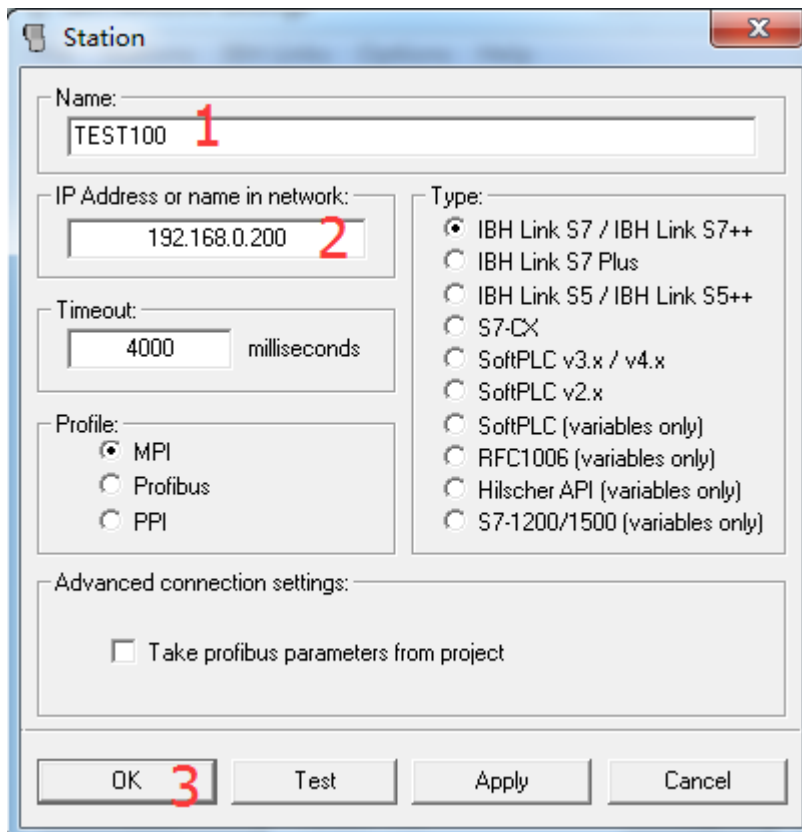 Station
Name:
TEST100 1
IP Address or name in network:
192.168.0.200 2
Timeout:
4000 milliseconds
Profile:
MPI
Profibus
PPI
Type:
IBH Link S7 / IBH Link S7++
IBH Link S7 Plus
IBH Link S5 / IBH Link S5++
S7-CX
SoftPLC v3.x / v4.x
SoftPLC v2.x
SoftPLC (variables only)
RFC1006 (variables only)
Hilscher API (variables only)
S7-1200/1500 (variables only)
Advanced connection settings:
Take profibus parameters from project
OK 3 Test Apply Cancel